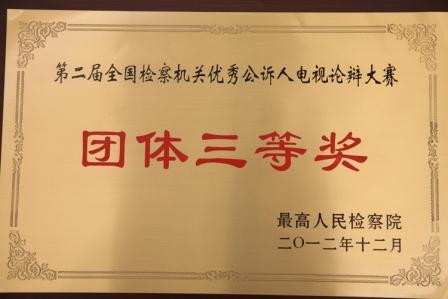 第二届全国检察机关优秀公诉人电视论辩大赛
团体三等奖
最高人民检察院
二〇一二年十二月